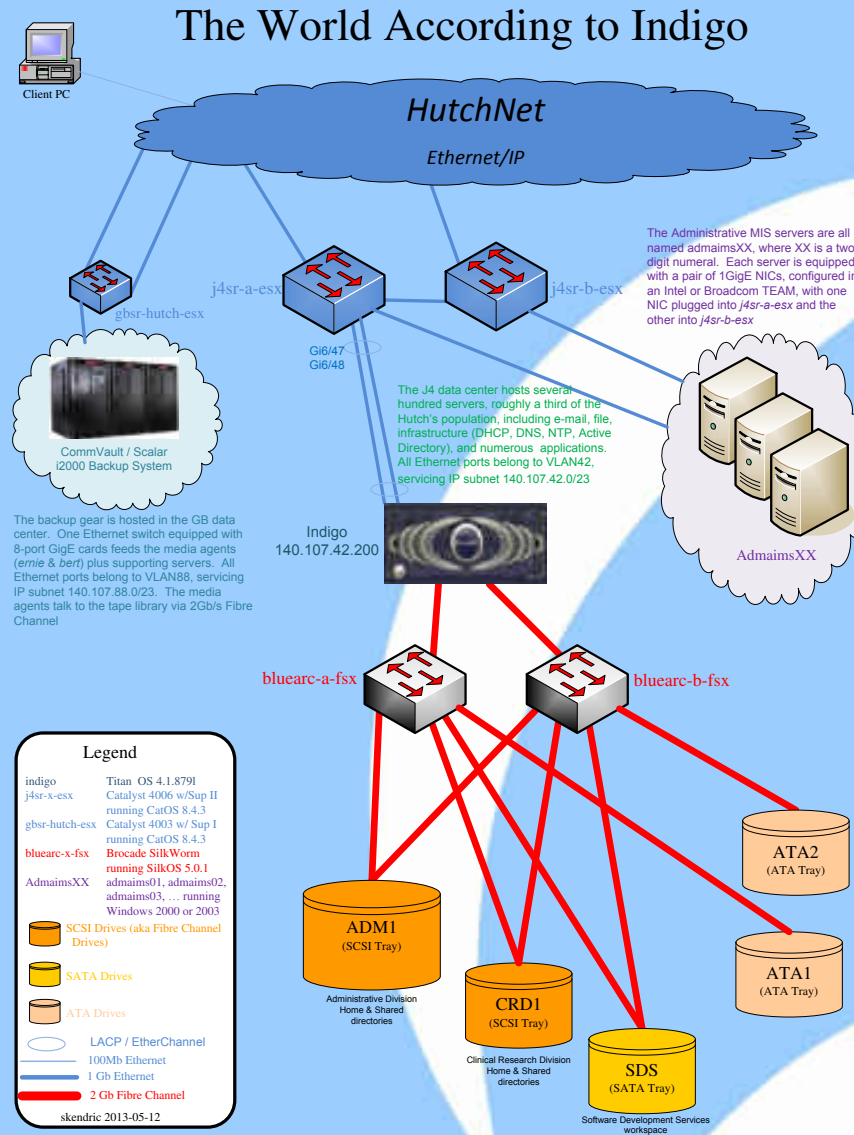 The World According to Indigo
Client PC
HutchNet
Ethernet/IP
The Administrative MIS servers are all
named admaimsXX, where XX is a two
digit numeral. Each server is equipped
with a pair of 1GigE NICs, configured in
an Intel or Broadcom TEAM, with one
NIC plugged into j4sr-a-esx and the
other into j4sr-b-esx
j4sr-a-esx
j4sr-b-esx
gbsr-hutch-esx
Gi6/47
Gi6/48
CommVault / Scalar
i2000 Backup System
The J4 data center hosts several
hundred servers, roughly a third of the
Hutch's population, including e-mail, file,
infrastructure (DHCP, DNS, NTP, Active
Directory), and numerous applications.
All Ethernet ports belong to VLAN42,
servicing IP subnet 140.107.42.0/23
The backup gear is hosted in the GB data
center. One Ethernet switch equipped with
8-port GigE cards feeds the media agents
(ernie & bert) plus supporting servers. All
Ethernet ports belong to VLAN88, servicing
IP subnet 140.107.88.0/23. The media
agents talk to the tape library via 2Gb/s Fibre
Channel
Indigo
140.107.42.200
AdmaimsXX
bluearc-a-fsx
bluearc-b-fsx
Legend
indigo Titan OS 4.1.879l
j4sr-x-esx Catalyst 4006 w/Sup II
running CatOS 8.4.3
gbsr-hutch-esx Catalyst 4003 w/ Sup I
running CatOS 8.4.3
bluearc-x-fsx Brocade SilkWorm
running SilkOS 5.0.1
AdmaimsXX admaims01, admaims02,
admaims03, … running
Windows 2000 or 2003
SCSI Drives (aka Fibre Channel
Drives)
SATA Drives
ATA Drives
LACP / EtherChannel
100Mb Ethernet
1 Gb Ethernet
2 Gb Fibre Channel
skendric 2013-05-12
ATA2
(ATA Tray)
ADM1
(SCSI Tray)
Administrative Division
Home & Shared
directories
ATA1
(ATA Tray)
CRD1
(SCSI Tray)
Clinical Research Division
Home & Shared
directories
SDS
(SATA Tray)
Software Development Services
workspace